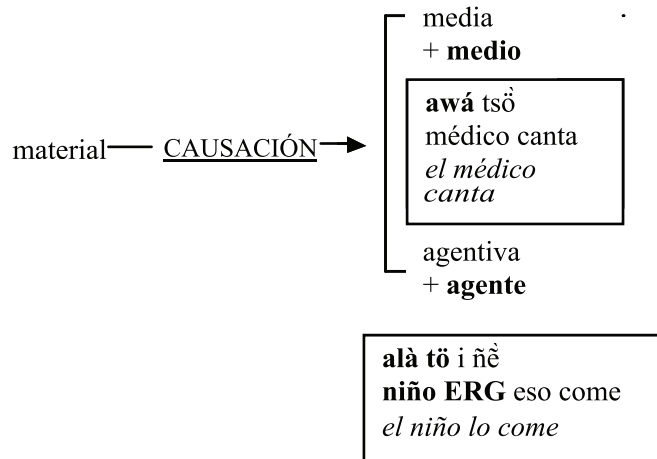 media
+ medio
awá tsö̀
médico canta
el médico
canta
material CAUSACIÓN
agentiva
+ agente
alà tö i ñè̀
niño ERG eso come
el niño lo come